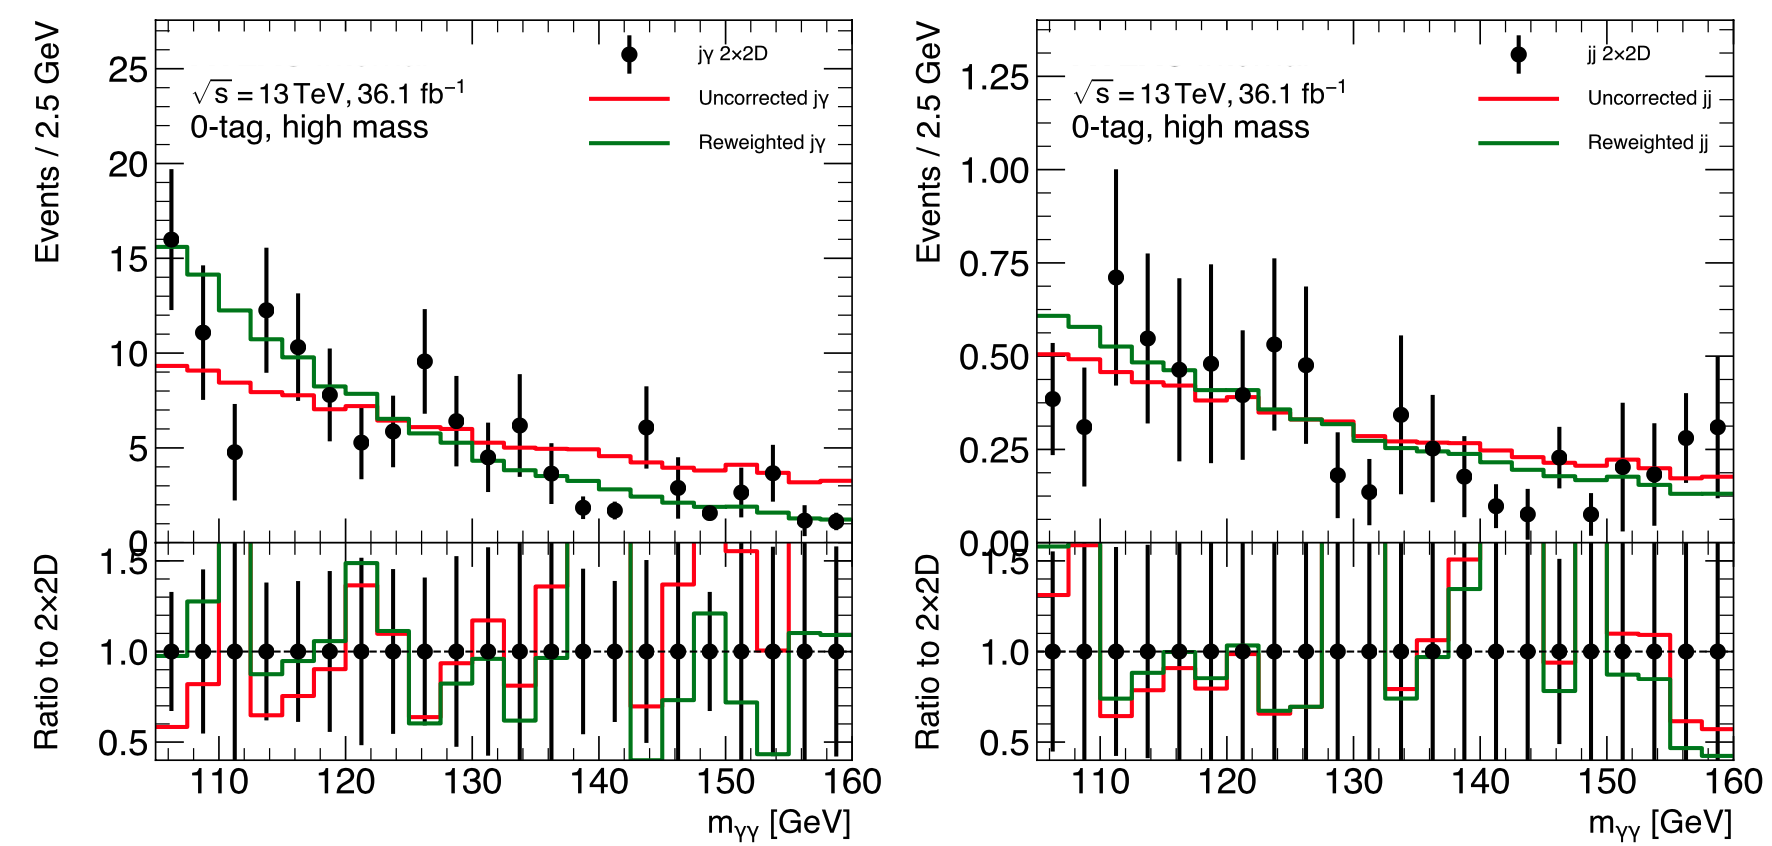 Events / 2.5 GeV
25
20
15
10
5
0
√s = 13 TeV, 36.1 fb⁻¹
0-tag, high mass
jγ 2×2D
Uncorrected jγ
Reweighted jγ
Ratio to 2×2D
1.5
1.0
0.5
110 120 130 140 150 160
mγγ [GeV]
Events / 2.5 GeV
1.25
1.00
0.75
0.50
0.25
0.00
√s = 13 TeV, 36.1 fb⁻¹
0-tag, high mass
jj 2×2D
Uncorrected jj
Reweighted jj
Ratio to 2×2D
1.5
1.0
0.5
110 120 130 140 150 160
mγγ [GeV]